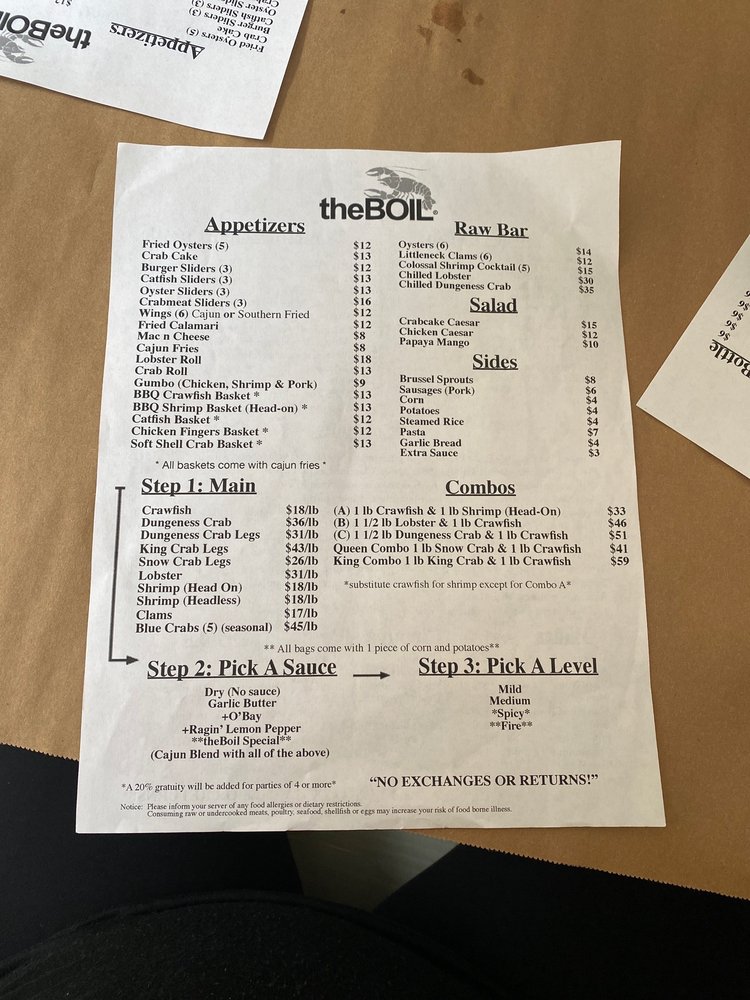 Fried Oysters (5)
Crab Cake
Burger Sliders (3)
Catfish Sliders (3)
Oyster Sliders (3)
$12
Appetizers
theBOIL
theBOIL
Appetizers
Fried Oysters (5) $12
Crab Cake $13
Burger Sliders (3) $12
Catfish Sliders (3) $13
Oyster Sliders (3) $13
Crabmeat Sliders (3) $16
Wings (6) Cajun or Southern Fried $12
Fried Calamari $12
Mac n Cheese $8
Cajun Fries $8
Lobster Roll $18
Crab Roll $13
Gumbo (Chicken, Shrimp & Pork) $9
BBQ Crawfish Basket * $13
BBQ Shrimp Basket (Head-on) * $13
Catfish Basket * $12
Chicken Fingers Basket * $12
Soft Shell Crab Basket * $13
* All baskets come with cajun fries *
Raw Bar
Oysters (6) $14
Littleneck Clams (6) $12
Colossal Shrimp Cocktail (5) $15
Chilled Lobster $30
Chilled Dungeness Crab $35
Salad
Crabcake Caesar $15
Chicken Caesar $12
Papaya Mango $10
Sides
Brussel Sprouts $8
Sausages (Pork) $6
Corn $4
Potatoes $4
Steamed Rice $4
Pasta $7
Garlic Bread $4
Extra Sauce $3
Step 1: Main
Crawfish $18/lb
Dungeness Crab $36/lb
Dungeness Crab Legs $31/lb
King Crab Legs $43/lb
Snow Crab Legs $26/lb
Lobster $31/lb
Shrimp (Head On) $18/lb
Shrimp (Headless) $18/lb
Clams $17/lb
Blue Crabs (5) (seasonal) $45/lb
Combos
(A) 1 lb Crawfish & 1 lb Shrimp (Head-On) $33
(B) 1 1/2 lb Lobster & 1 lb Crawfish $46
(C) 1 1/2 lb Dungeness Crab & 1 lb Crawfish $51
Queen Combo 1 lb Snow Crab & 1 lb Crawfish $41
King Combo 1 lb King Crab & 1 lb Crawfish $59
*substitute crawfish for shrimp except for Combo A*
** All bags come with 1 piece of corn and potatoes**
Step 2: Pick A Sauce
Dry (No sauce)
Garlic Butter
+O'Bay
+Ragin' Lemon Pepper
**theBoil Special**
(Cajun Blend with all of the above)
Step 3: Pick A Level
Mild
Medium
*Spicy*
**Fire**
*A 20% gratuity will be added for parties of 4 or more*
“NO EXCHANGES OR RETURNS!”
Notice: Please inform your server of any food allergies or dietary restrictions.
Consuming raw or undercooked meats, poultry, seafood, shellfish or eggs may increase your risk of food borne illness.
$6
$6
$6
$6
Bottle